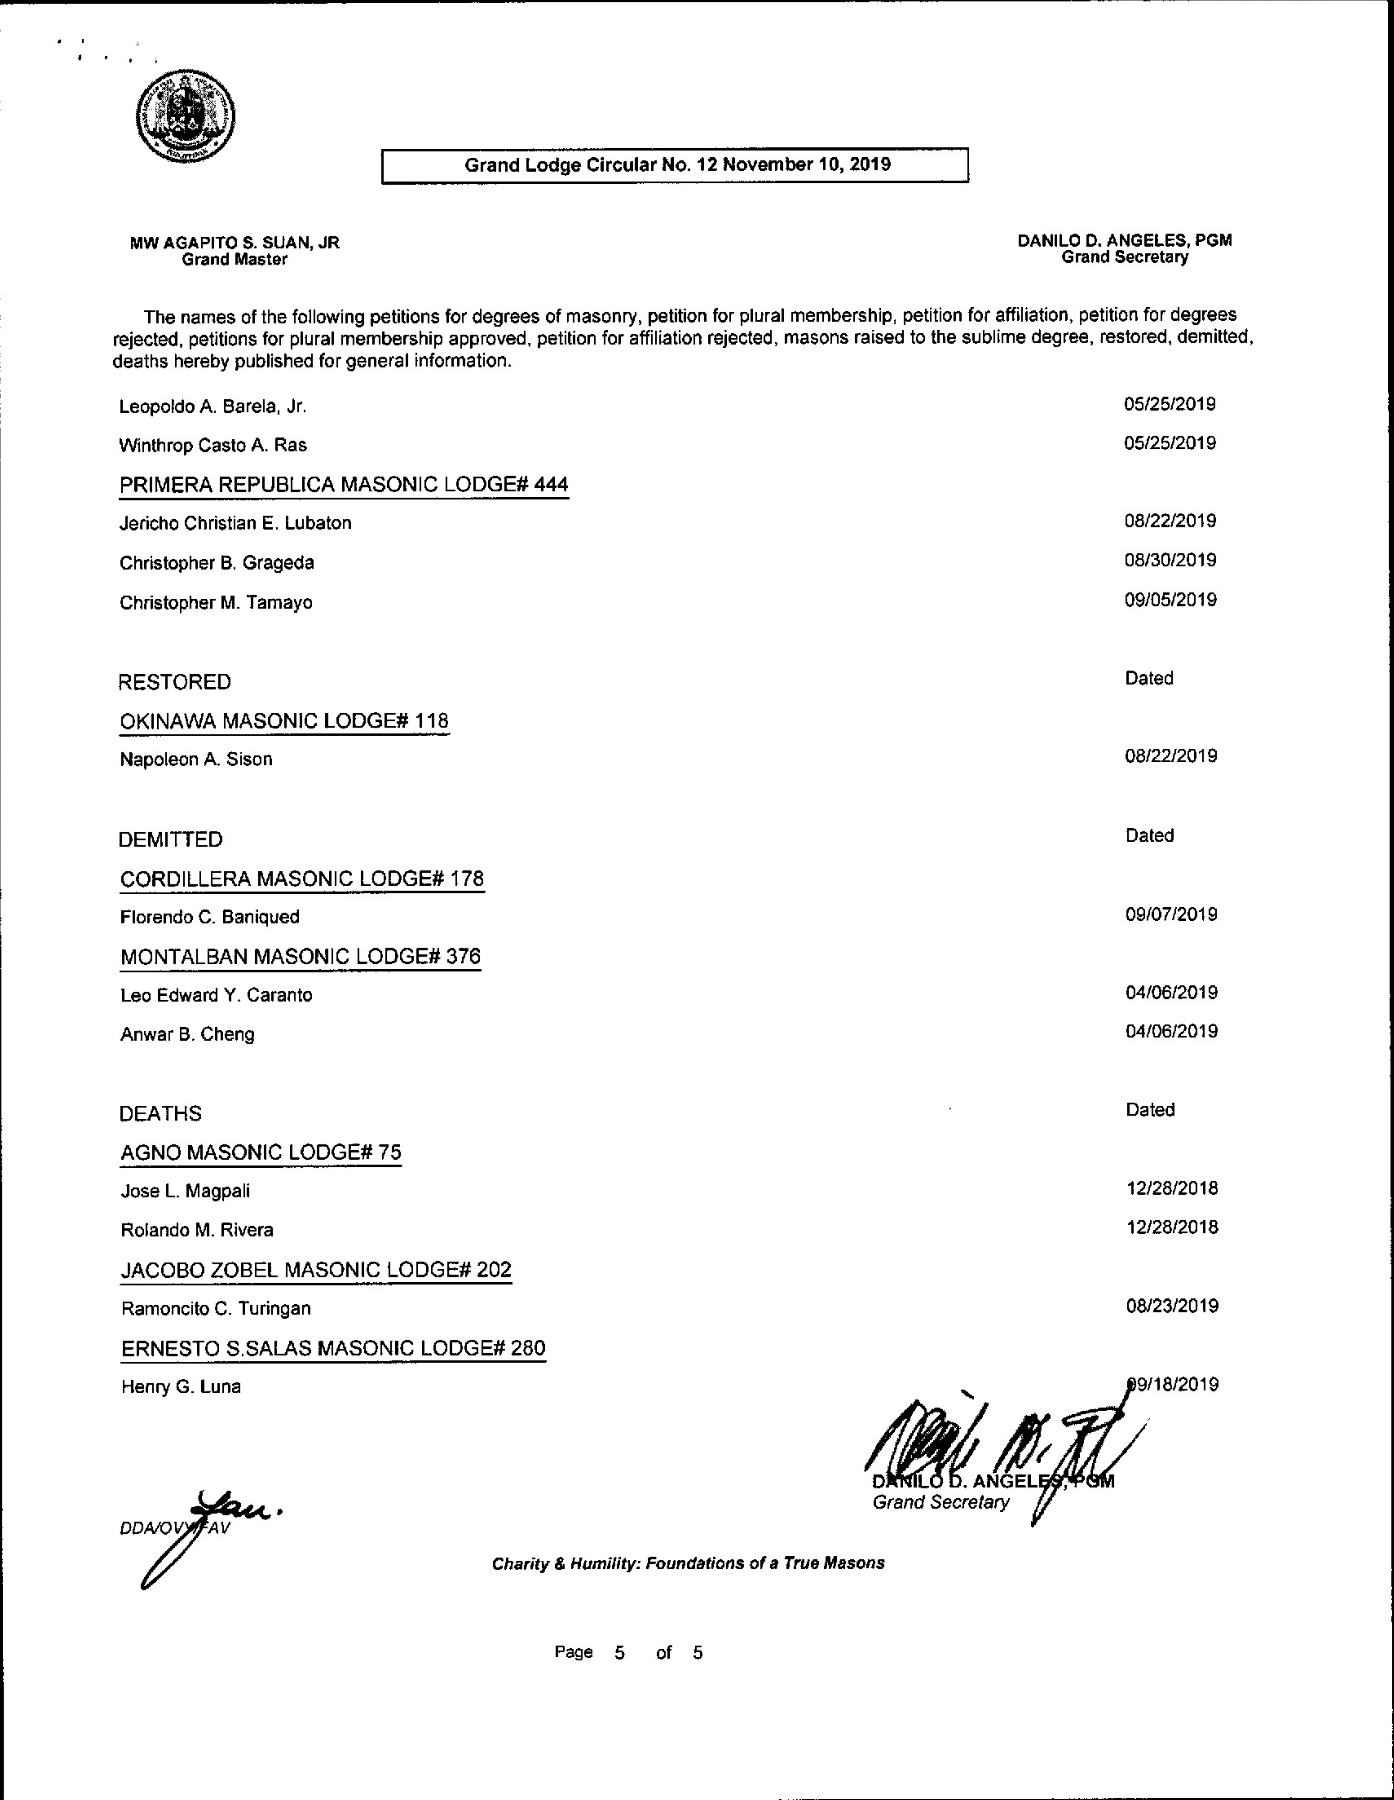 Grand Lodge Circular No. 12 November 10, 2019
MW AGAPITO S. SUAN, JR
Grand Master
DANILO D. ANGELES, PGM
Grand Secretary
The names of the following petitions for degrees of masonry, petition for plural membership, petition for affiliation, petition for degrees
rejected, petitions for plural membership approved, petition for affiliation rejected, masons raised to the sublime degree, restored, demitted,
deaths hereby published for general information.
Leopoldo A. Barela, Jr. 05/25/2019
Winthrop Casto A. Ras 05/25/2019
PRIMERA REPUBLICA MASONIC LODGE# 444
Jericho Christian E. Lubaton 08/22/2019
Christopher B. Grageda 08/30/2019
Christopher M. Tamayo 09/05/2019
RESTORED Dated
OKINAWA MASONIC LODGE# 118
Napoleon A. Sison 08/22/2019
DEMITTED Dated
CORDILLERA MASONIC LODGE# 178
Florendo C. Baniqued 09/07/2019
MONTALBAN MASONIC LODGE# 376
Leo Edward Y. Caranto 04/06/2019
Anwar B. Cheng 04/06/2019
DEATHS Dated
AGNO MASONIC LODGE# 75
Jose L. Magpali 12/28/2018
Rolando M. Rivera 12/28/2018
JACOBO ZOBEL MASONIC LODGE# 202
Ramoncito C. Turingan 08/23/2019
ERNESTO S.SALAS MASONIC LODGE# 280
Henry G. Luna 09/18/2019
DANILO D. ANGELES, PGM
Grand Secretary
Charity & Humility: Foundations of a True Masons
Page 5 of 5